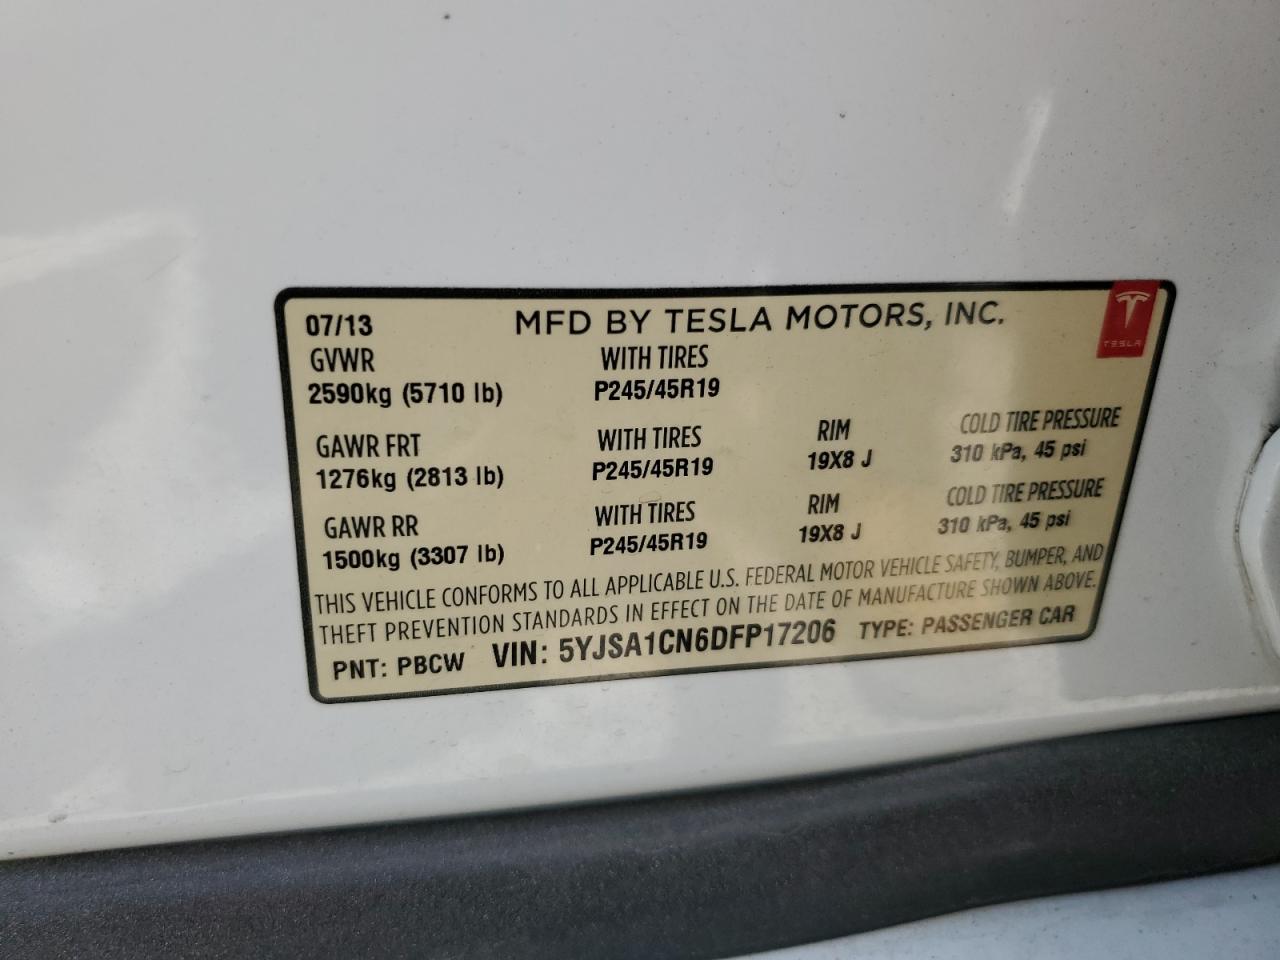 07/13 MFD BY TESLA MOTORS, INC.
TESLA
GVWR WITH TIRES
2590kg (5710 lb) P245/45R19
GAWR FRT WITH TIRES RIM COLD TIRE PRESSURE
1276kg (2813 lb) P245/45R19 19X8 J 310 kPa, 45 psi
GAWR RR WITH TIRES RIM COLD TIRE PRESSURE
1500kg (3307 lb) P245/45R19 19X8 J 310 kPa, 45 psi
THIS VEHICLE CONFORMS TO ALL APPLICABLE U.S. FEDERAL MOTOR VEHICLE SAFETY, BUMPER, AND
THEFT PREVENTION STANDARDS IN EFFECT ON THE DATE OF MANUFACTURE SHOWN ABOVE.
PNT: PBCW VIN: 5YJSA1CN6DFP17206 TYPE: PASSENGER CAR